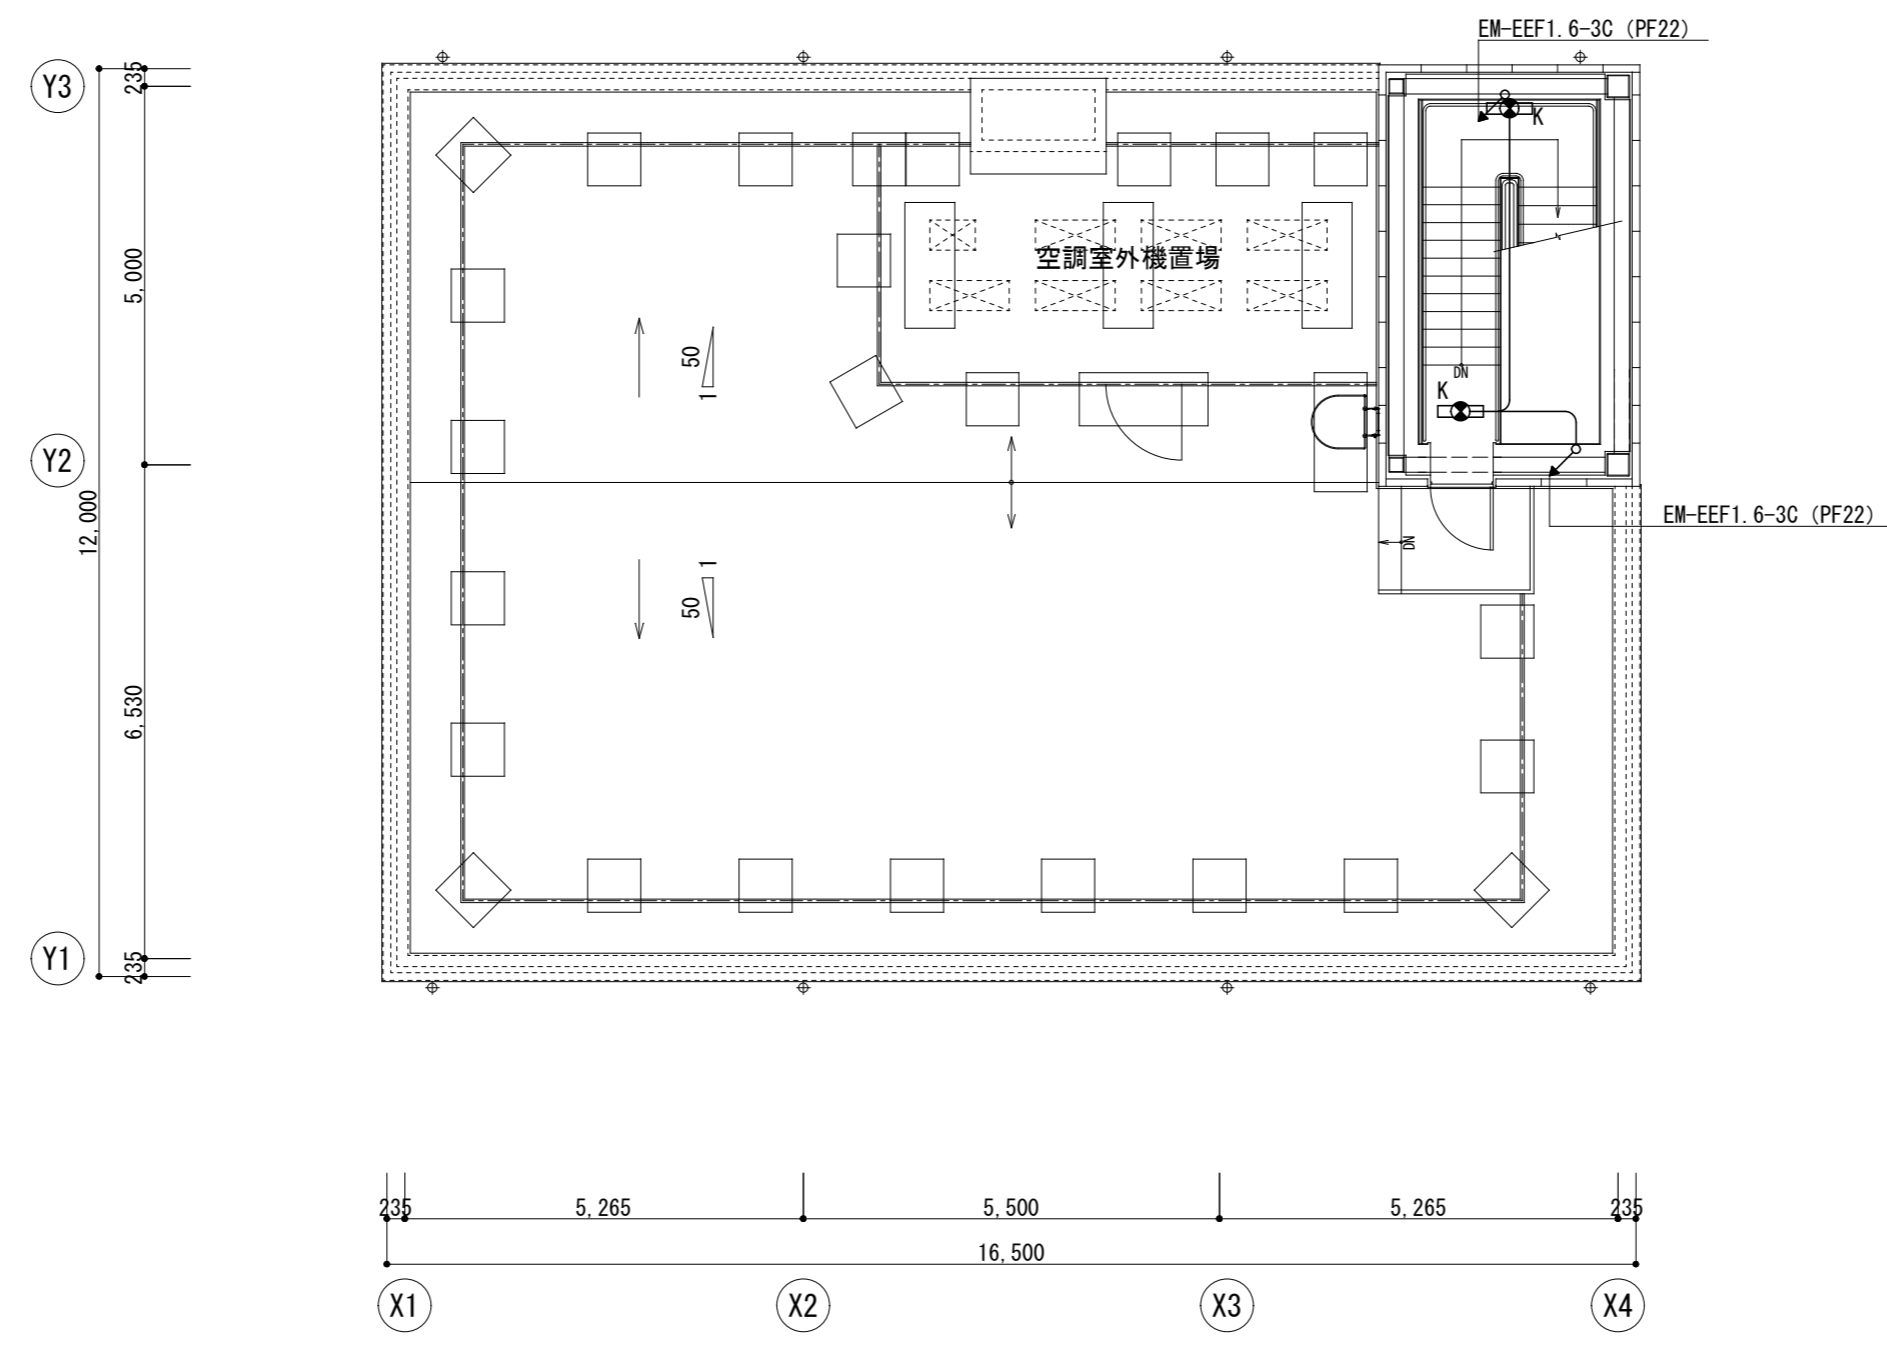 EM-EEF1.6-3C (PF22)
Y3
235
K
5,000
空調室外機置場
50
1
DN
K
Y2
12,000
EM-EEF1.6-3C (PF22)
DN
1
50
6,530
Y1
235
235
5,265
5,500
5,265
235
16,500
X1
X2
X3
X4